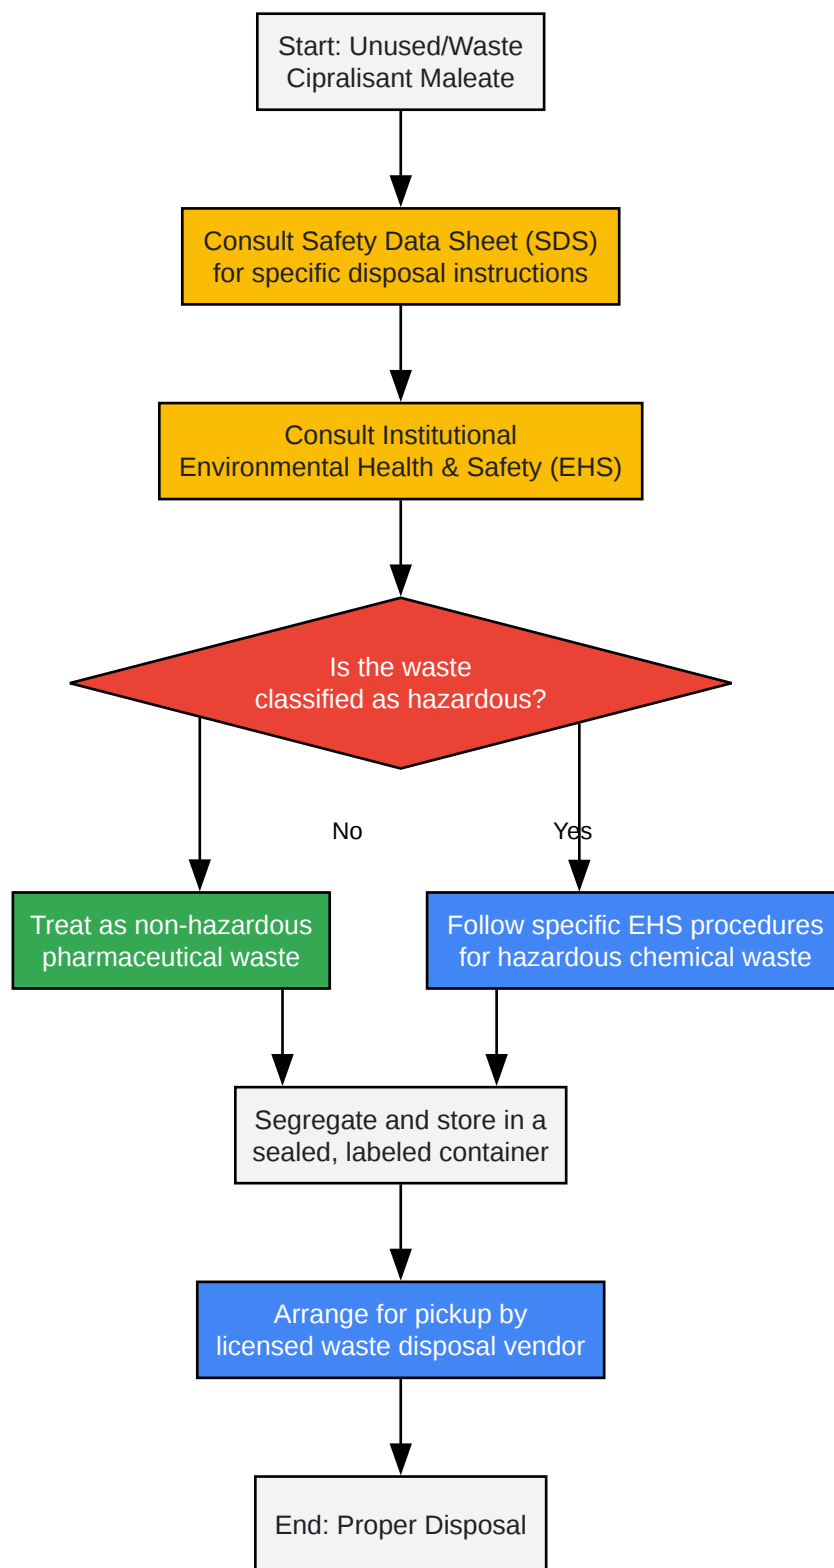 Start: Unused/Waste
Cipralisant Maleate
Consult Safety Data Sheet (SDS)
for specific disposal instructions
Consult Institutional
Environmental Health & Safety (EHS)
Is the waste
classified as hazardous?
No
Yes
Treat as non-hazardous
pharmaceutical waste
Follow specific EHS procedures
for hazardous chemical waste
Segregate and store in a
sealed, labeled container
Arrange for pickup by
licensed waste disposal vendor
End: Proper Disposal